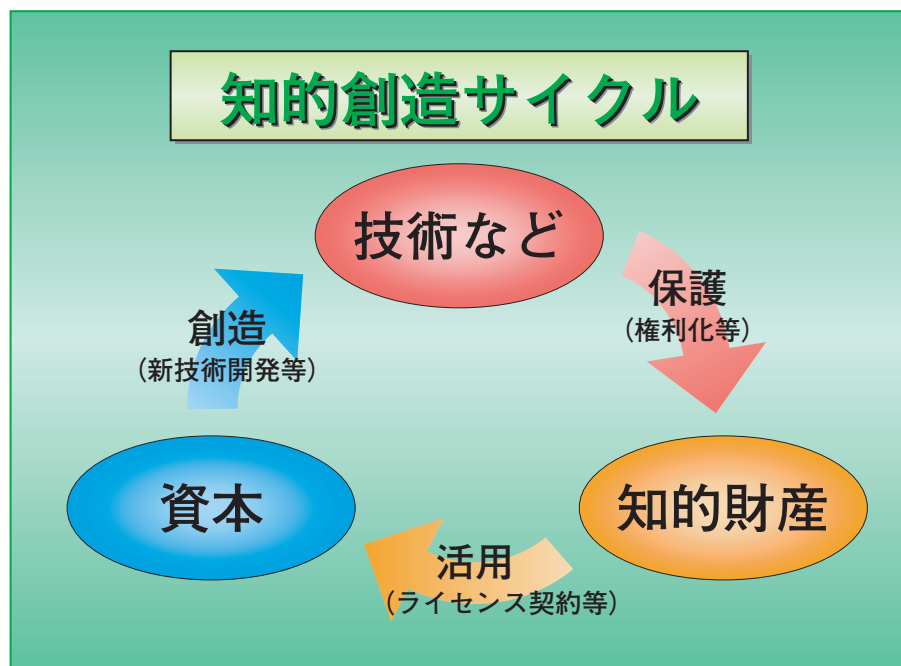 知的創造サイクル
技術など
保護
（権利化等）
創造
（新技術開発等）
資本
知的財産
活用
（ライセンス契約等）